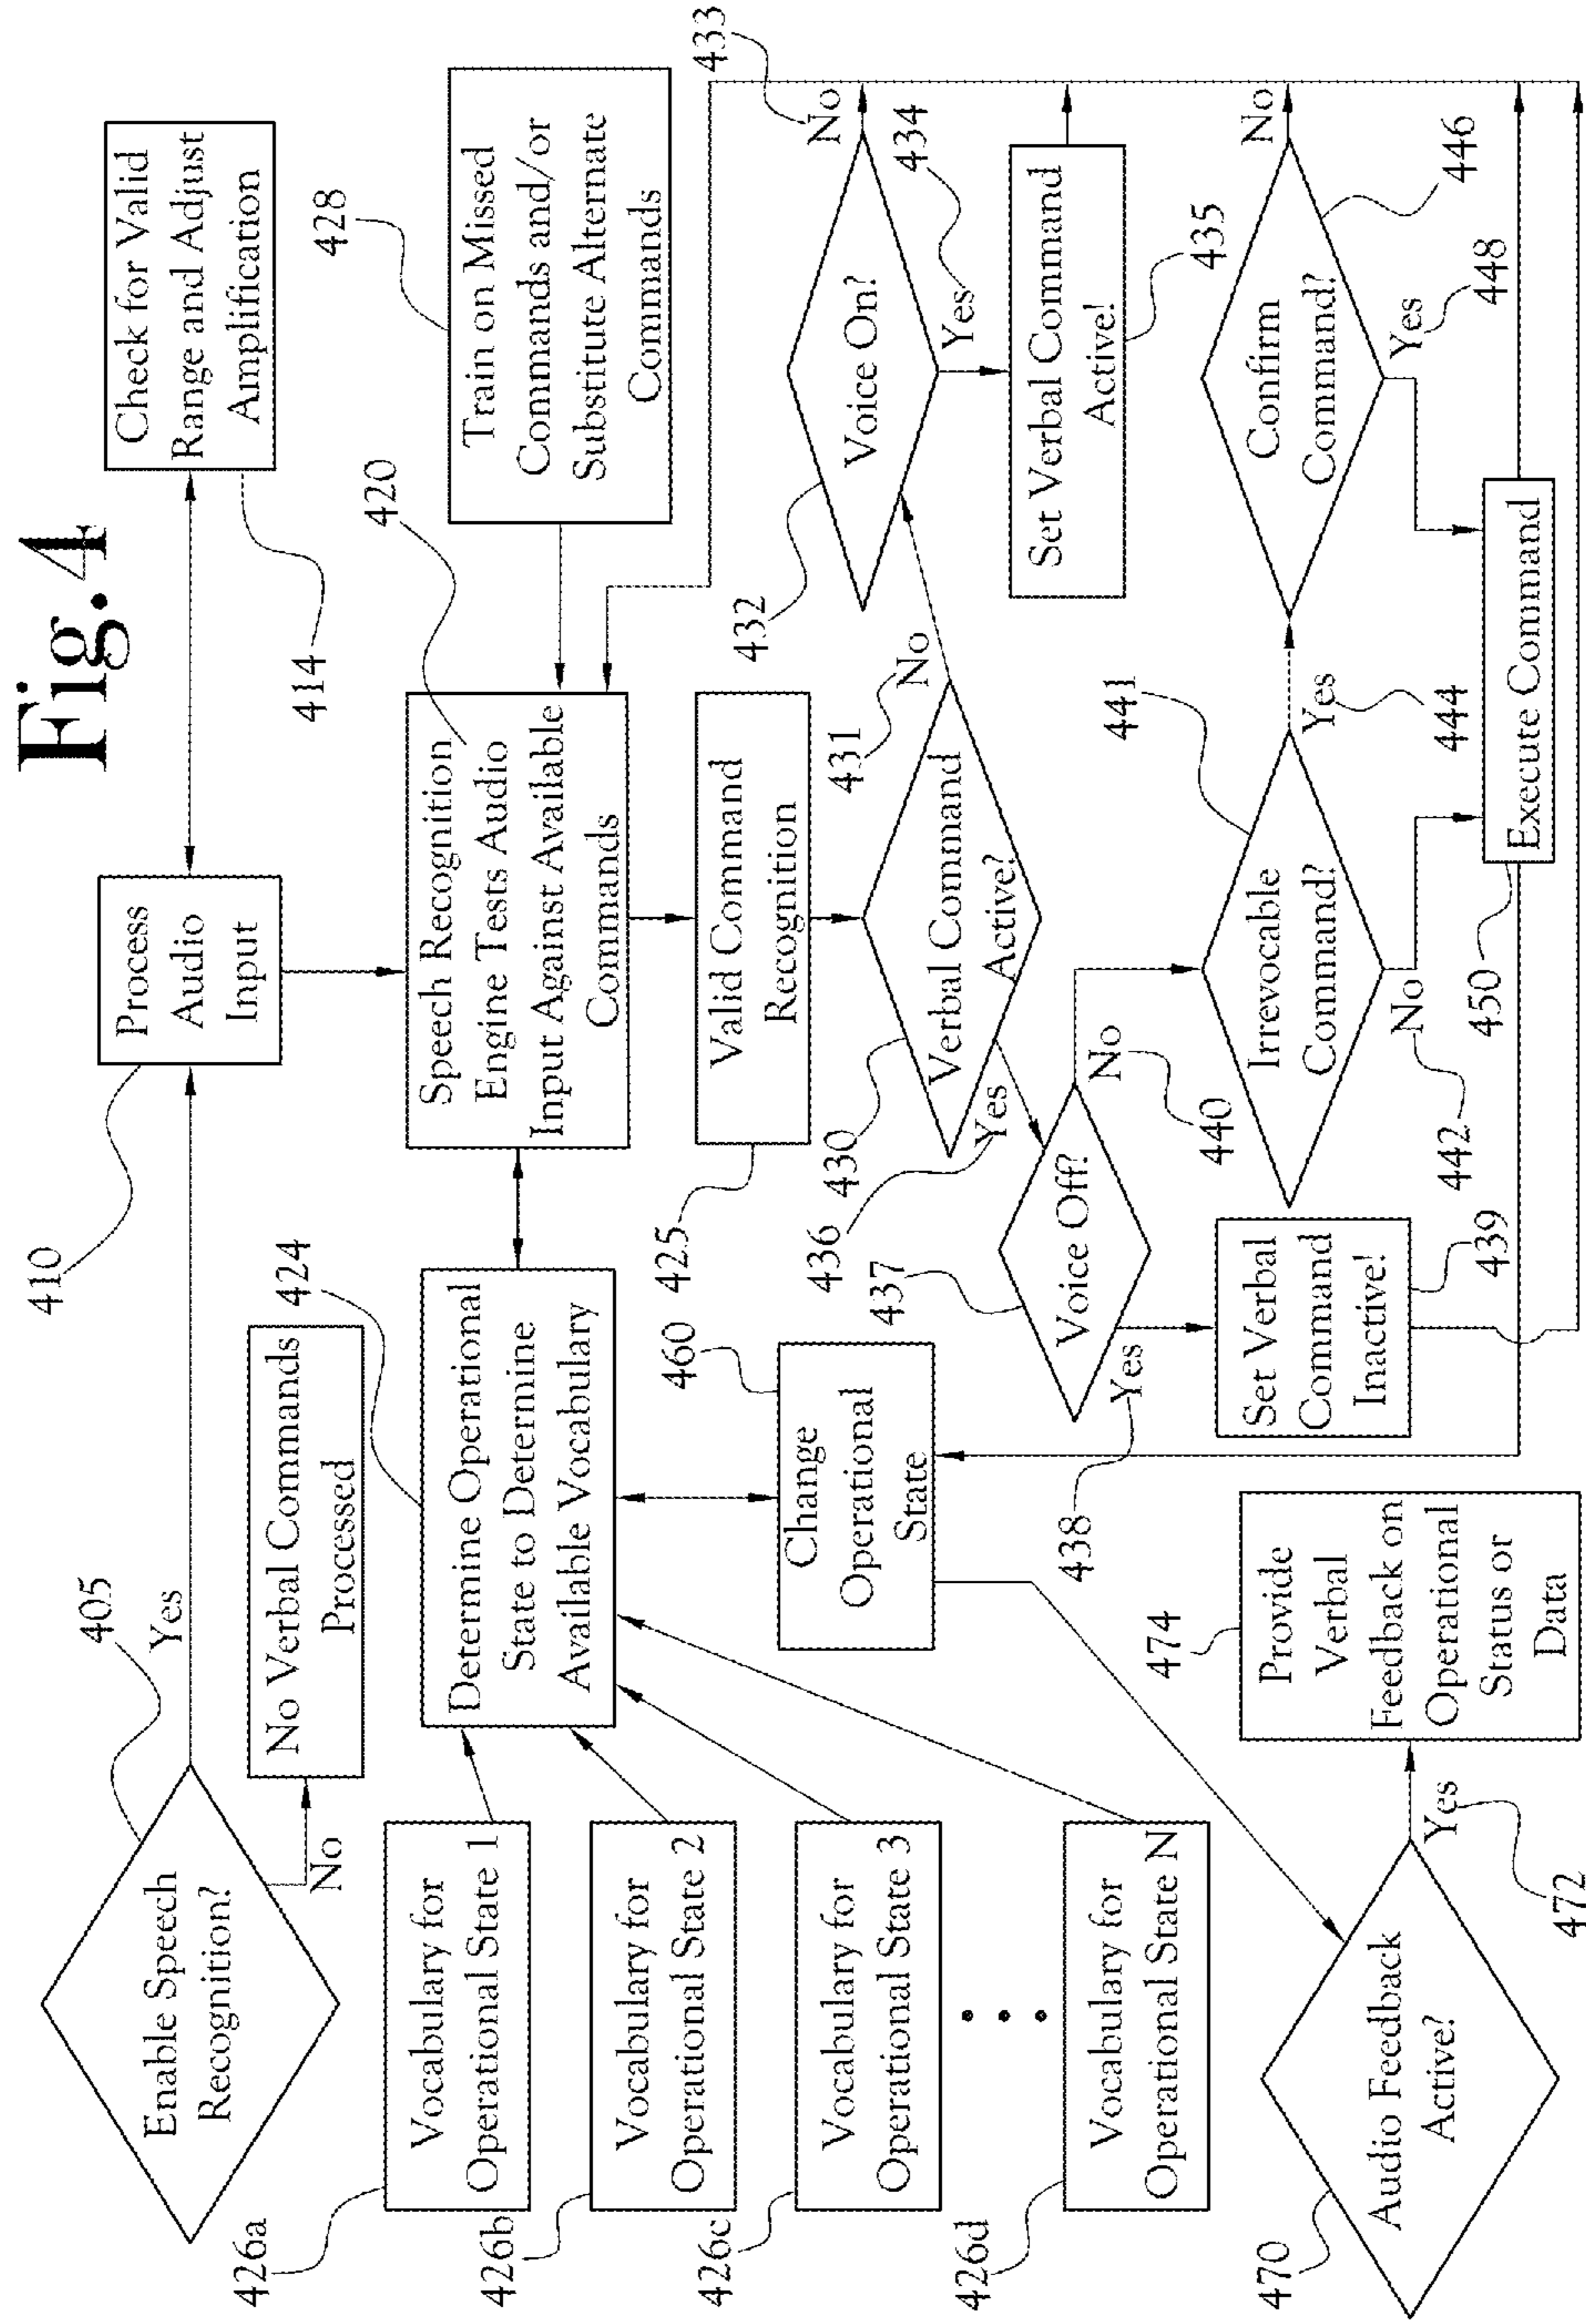 Fig.4
405
Enable Speech
Recognition?
Yes
No
No Verbal Commands
Processed
410
Process
Audio
Input
414
Check for Valid
Range and Adjust
Amplification
420
Speech Recognition
Engine Tests Audio
Input Against Available
Commands
428
Train on Missed
Commands and/or
Substitute Alternate
Commands
424
Determine Operational
State to Determine
Available Vocabulary
426a
Vocabulary for
Operational State 1
426b
Vocabulary for
Operational State 2
426c
Vocabulary for
Operational State 3
426d
Vocabulary for
Operational State N
425
Valid Command
Recognition
430
Verbal Command
Active?
431
No
432
Voice On?
433
No
434
Yes
Set Verbal Command
Active!
435
436
Yes
437
Voice Off?
438
Yes
Set Verbal
Command
Inactive!
439
440
No
441
Irrevocable
Command?
442
No
444
Yes
Confirm
Command?
446
No
448
Yes
450
Execute Command
460
Change
Operational
State
470
Audio Feedback
Active?
472
Yes
474
Provide
Verbal
Feedback on
Operational
Status or
Data